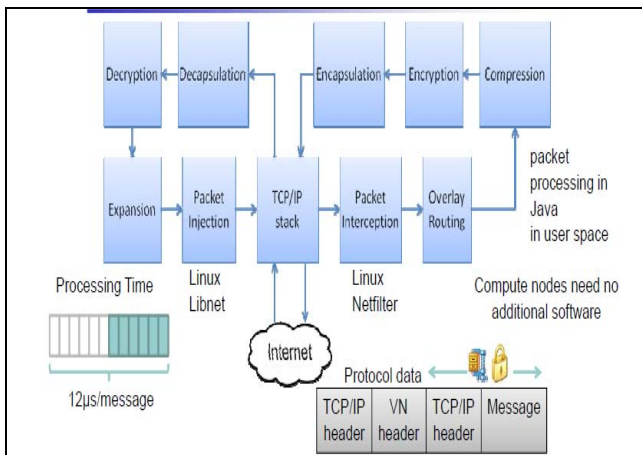 Decryption
Decapsulation
Encapsulation
Encryption
Compression
Expansion
Packet
Injection
TCP/IP
stack
Packet
Interception
Overlay
Routing
packet
processing in
Java
in user space
Processing Time
Linux
Libnet
Linux
Netfilter
Compute nodes need no
additional software
Internet
12µs/message
Protocol data
TCP/IP
header
VN
header
TCP/IP
header
Message